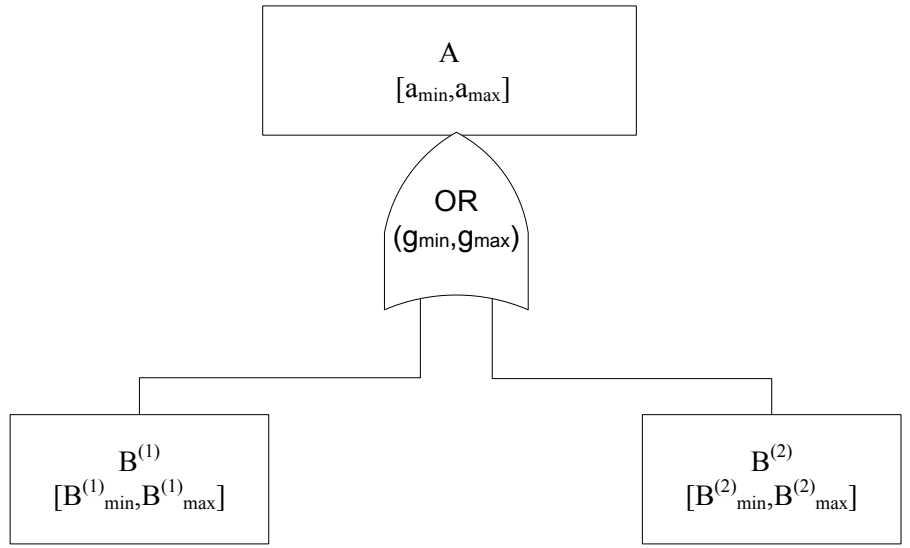 A
[a_min,a_max]
OR
(g_min,g_max)
B^(1)
[B^(1)_min,B^(1)_max]
B^(2)
[B^(2)_min,B^(2)_max]